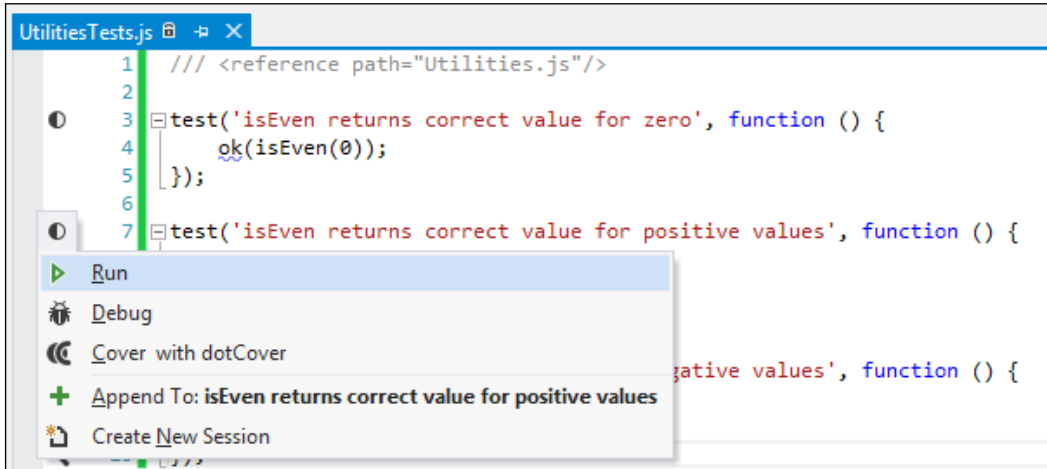 UtilitiesTests.js
1 /// <reference path="Utilities.js"/>
2
3 test('isEven returns correct value for zero', function () {
4 ok(isEven(0));
5 });
6
7 test('isEven returns correct value for positive values', function () {
Run
Debug
Cover with dotCover
gative values', function () {
Append To: isEven returns correct value for positive values
Create New Session
});